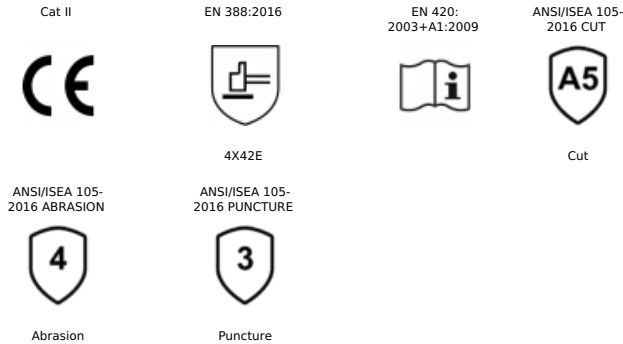 Cat II
EN 388:2016
EN 420:
2003+A1:2009
ANSI/ISEA 105-
2016 CUT
CE
i
A5
4X42E
Cut
ANSI/ISEA 105-
2016 ABRASION
ANSI/ISEA 105-
2016 PUNCTURE
4
3
Abrasion
Puncture